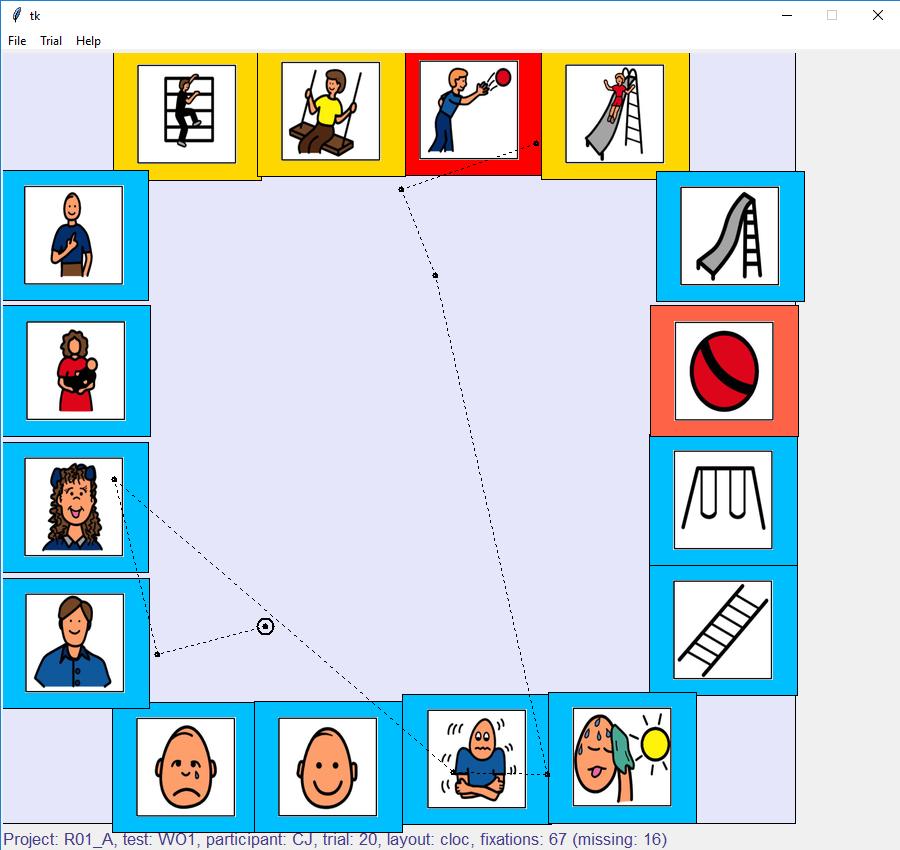 tk
File Trial Help
Project: R01_A, test: WO1, participant: CJ, trial: 20, layout: cloc, fixations: 67 (missing: 16)